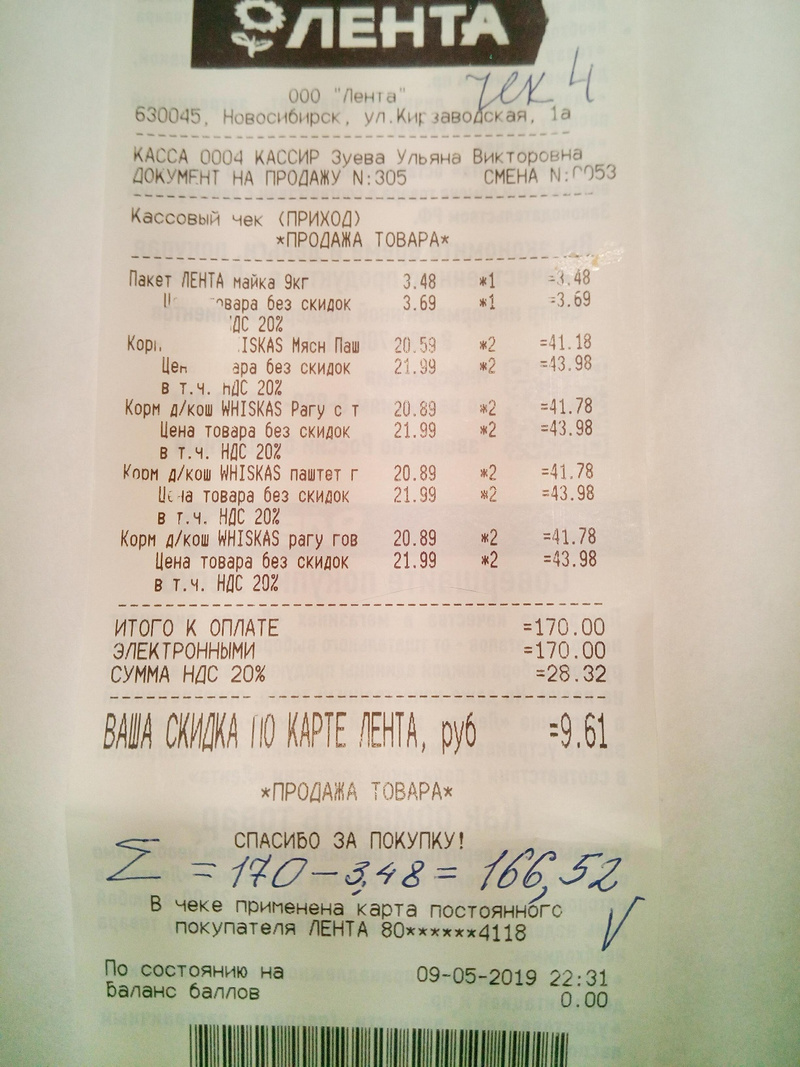 ЛЕНТА
чек 4
ООО "Лента"
630045, Новосибирск, ул.Кирзаводская, 1а
КАССА 0004 КАССИР Зуева Ульяна Викторовна
ДОКУМЕНТ НА ПРОДАЖУ N:305 СМЕНА N:0053
Кассовый чек (ПРИХОД)
*ПРОДАЖА ТОВАРА*
Пакет ЛЕНТА майка 9кг 3.48 *1 =3.48
овара без скидок 3.69 *1 =3.69
ДС 20%
Кор ISKAS Мясн Паш 20.59 *2 =41.18
Цен ара без скидок 21.99 *2 =43.98
в т.ч. НДС 20%
Корм д/кош WHISKAS Рагу с т 20.89 *2 =41.78
Цена товара без скидок 21.99 *2 =43.98
в т.ч. НДС 20%
Корм д/кош WHISKAS паштет г 20.89 *2 =41.78
Цена товара без скидок 21.99 *2 =43.98
в т.ч. НДС 20%
Корм д/кош WHISKAS рагу гов 20.89 *2 =41.78
Цена товара без скидок 21.99 *2 =43.98
в т.ч. НДС 20%
ИТОГО К ОПЛАТЕ =170.00
ЭЛЕКТРОННЫМИ =170.00
СУММА НДС 20% =28.32
ВАША СКИДКА ПО КАРТЕ ЛЕНТА, руб =9.61
*ПРОДАЖА ТОВАРА*
СПАСИБО ЗА ПОКУПКУ!
Σ = 170 - 3,48 = 166,52
В чеке применена карта постоянного
покупателя ЛЕНТА 80******4118
По состоянию на 09-05-2019 22:31
Баланс баллов 0.00